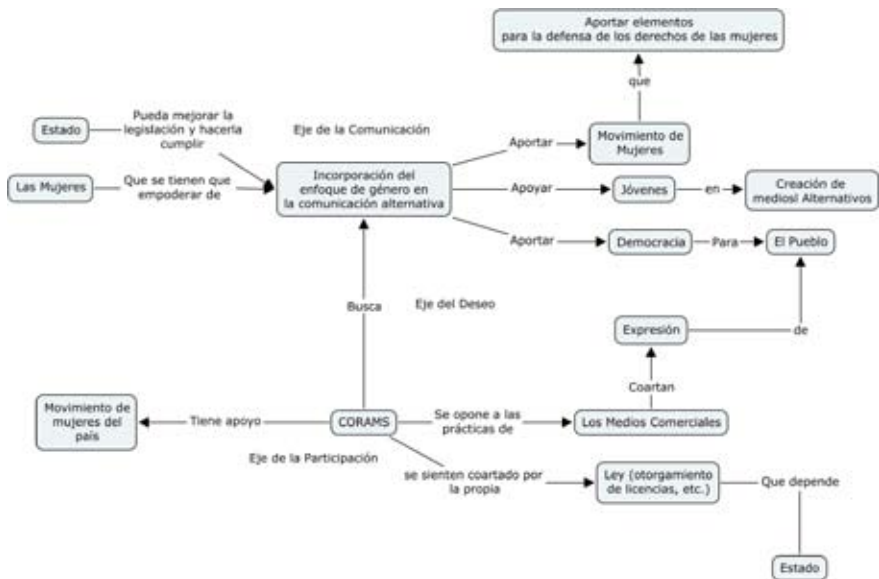 Aportar elementos
para la defensa de los derechos de las mujeres
que
Pueda mejorar la
legislación y hacerla
cumplir
Estado
Eje de la Comunicación
Aportar
Movimiento de
Mujeres
Las Mujeres
Que se tienen que
empoderar de
Incorporación del
enfoque de género en
la comunicación alternativa
Apoyar
Jóvenes
en
Creación de
mediosl Alternativos
Aportar
Democracia
Para
El Pueblo
Busca
Eje del Deseo
Expresión
de
Coartan
Movimiento de
mujeres del
país
Tiene apoyo
CORAMS
Se opone a las
prácticas de
Los Medios Comerciales
Eje de la Participación
se sienten coartado por
la propia
Ley (otorgamiento
de licencias, etc.)
Que depende
Estado